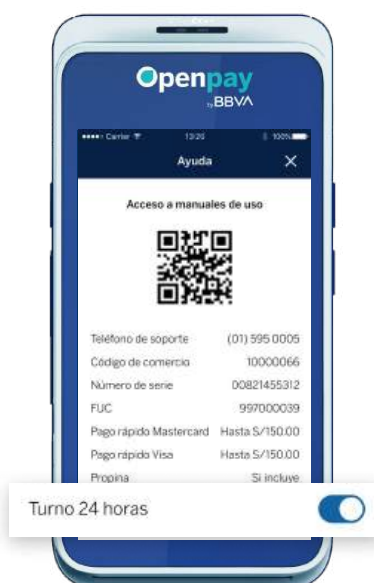 Openpay
by BBVA
Carrier 13:20 100%
Ayuda
Acceso a manuales de uso
Teléfono de soporte (01) 595 0005
Código de comercio 10000066
Número de serie 00821455312
FUC 997000039
Pago rápido Mastercard Hasta S/150.00
Pago rápido Visa Hasta S/150.00
Propina Si incluye
Turno 24 horas